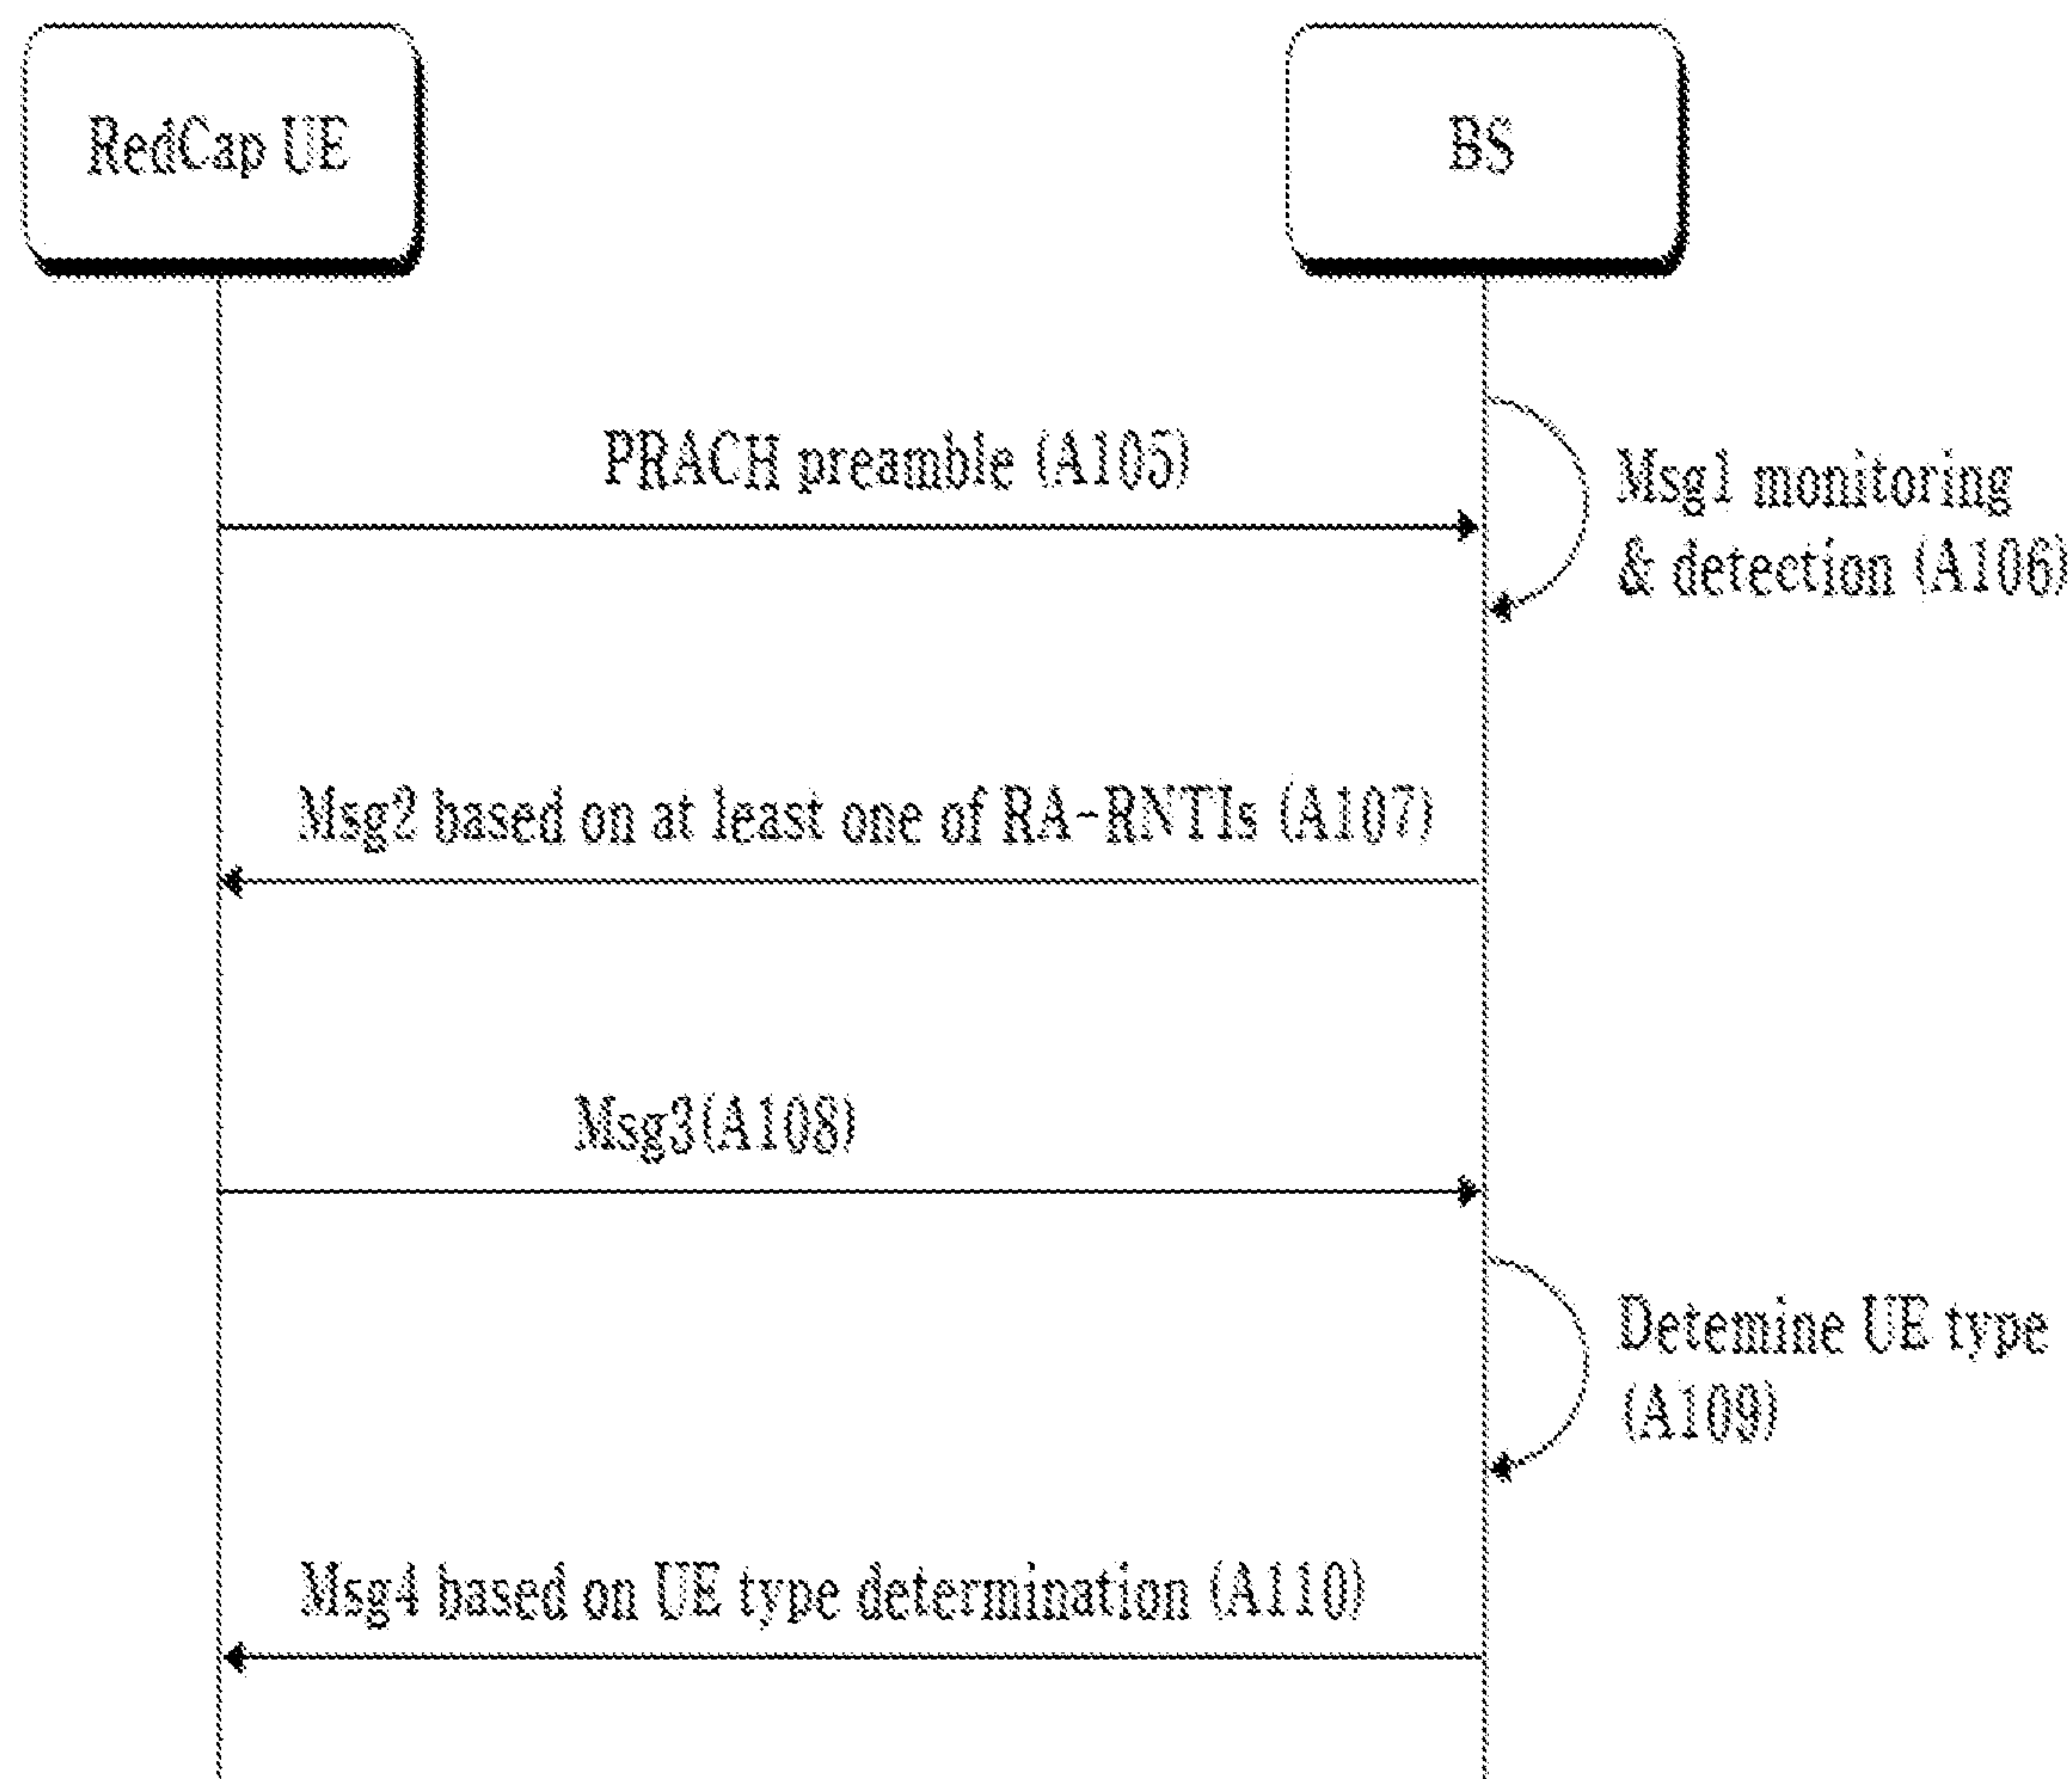 RedCap UE
BS
PRACH preamble (A105)
Msg1 monitoring
& detection (A106)
Msg2 based on at least one of RA-RNTIs (A107)
Msg3(A108)
Detemine UE type
(A109)
Msg4 based on UE type determination (A110)